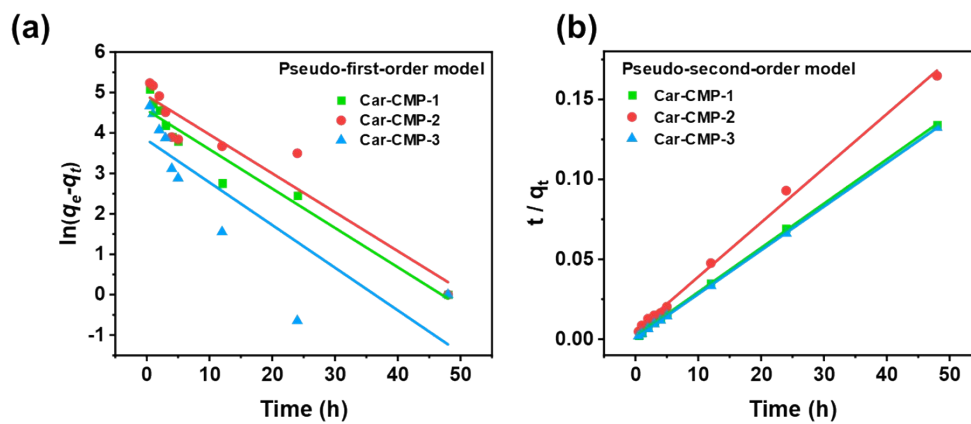 (a)
Pseudo-first-order model
Car-CMP-1
Car-CMP-2
Car-CMP-3
ln(qe-qt)
6
5
4
3
2
1
0
-1
0
10
20
30
40
50
Time (h)
(b)
Pseudo-second-order model
Car-CMP-1
Car-CMP-2
Car-CMP-3
t / qt
0.15
0.10
0.05
0.00
0
10
20
30
40
50
Time (h)